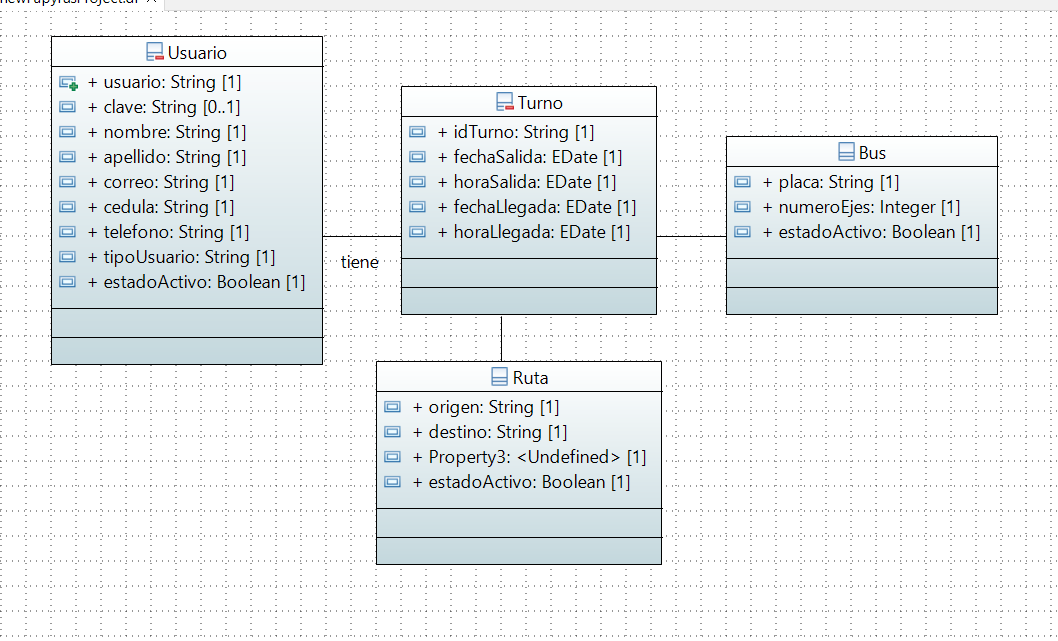 newPapyrusProject.di
Usuario
+ usuario: String [1]
+ clave: String [0..1]
+ nombre: String [1]
+ apellido: String [1]
+ correo: String [1]
+ cedula: String [1]
+ telefono: String [1]
+ tipoUsuario: String [1]
+ estadoActivo: Boolean [1]
tiene
Turno
+ idTurno: String [1]
+ fechaSalida: EDate [1]
+ horaSalida: EDate [1]
+ fechaLlegada: EDate [1]
+ horaLlegada: EDate [1]
Bus
+ placa: String [1]
+ numeroEjes: Integer [1]
+ estadoActivo: Boolean [1]
Ruta
+ origen: String [1]
+ destino: String [1]
+ Property3: <Undefined> [1]
+ estadoActivo: Boolean [1]